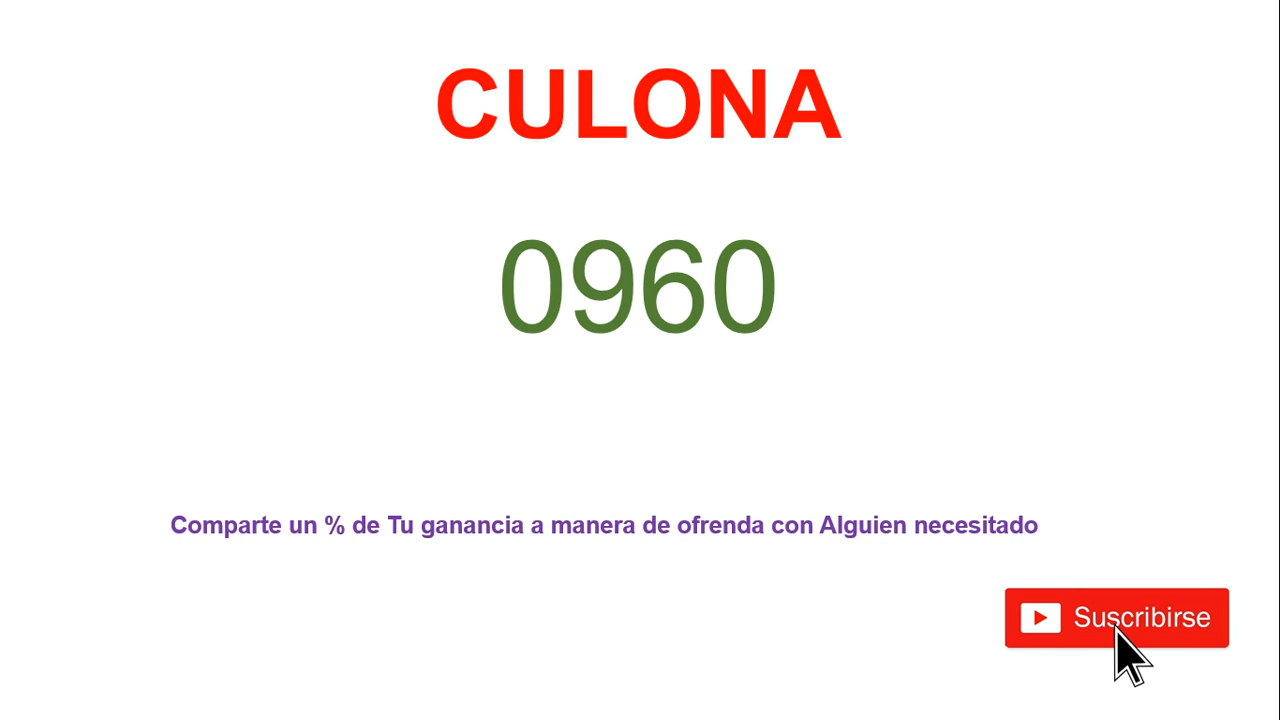 CULONA
0960
Comparte un % de Tu ganancia a manera de ofrenda con Alguien necesitado
Suscribirse